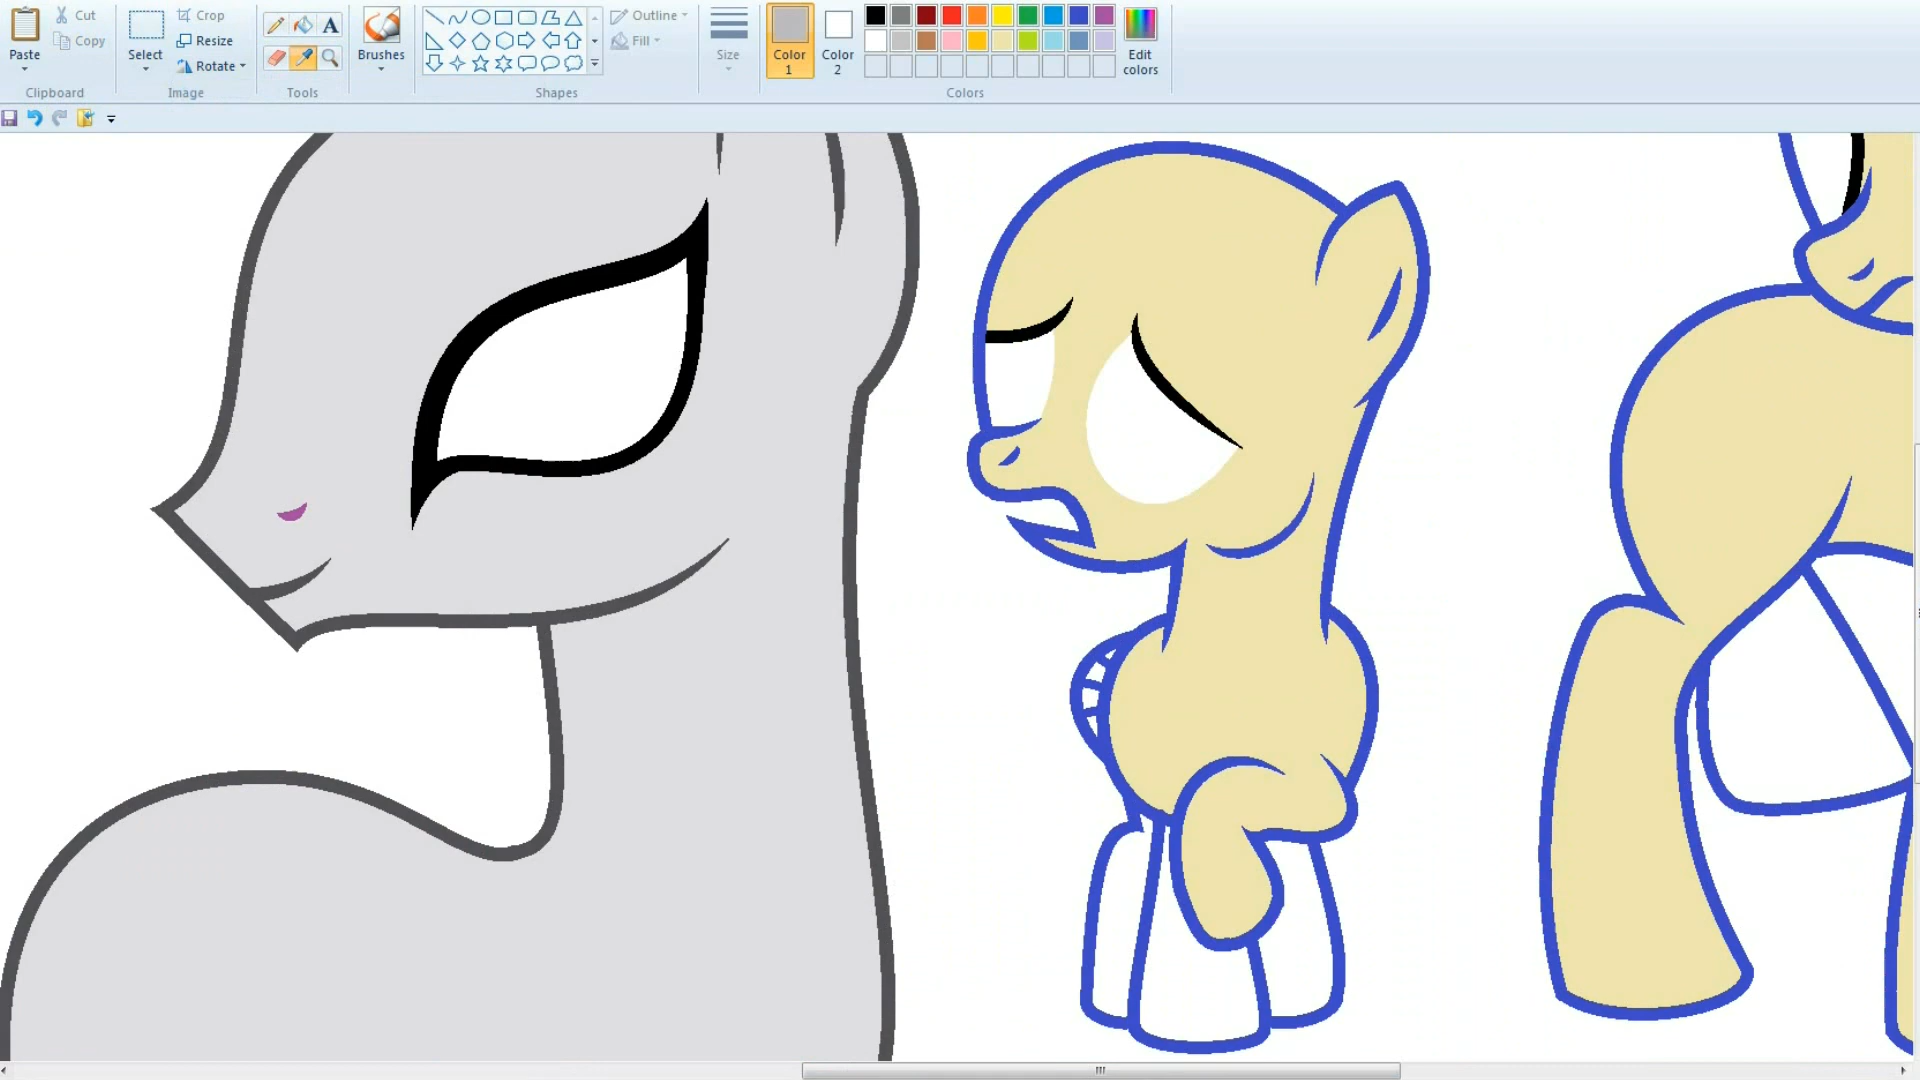 Paste
Cut
Copy
Clipboard
Select
Crop
Resize
Rotate
Image
A
Tools
Brushes
Shapes
Outline
Fill
Size
Color
1
Color
2
Colors
Edit
colors